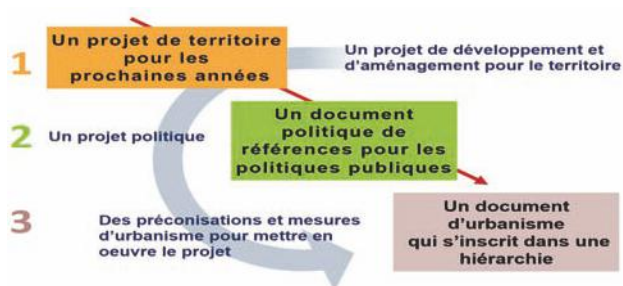 1
Un projet de territoire
pour les
prochaines années
Un projet de développement et
d'aménagement pour le territoire
2
Un projet politique
Un document
politique de
références pour les
politiques publiques
3
Des préconisations et mesures
d'urbanisme pour mettre en
oeuvre le projet
Un document
d'urbanisme
qui s'inscrit dans une
hiérarchie